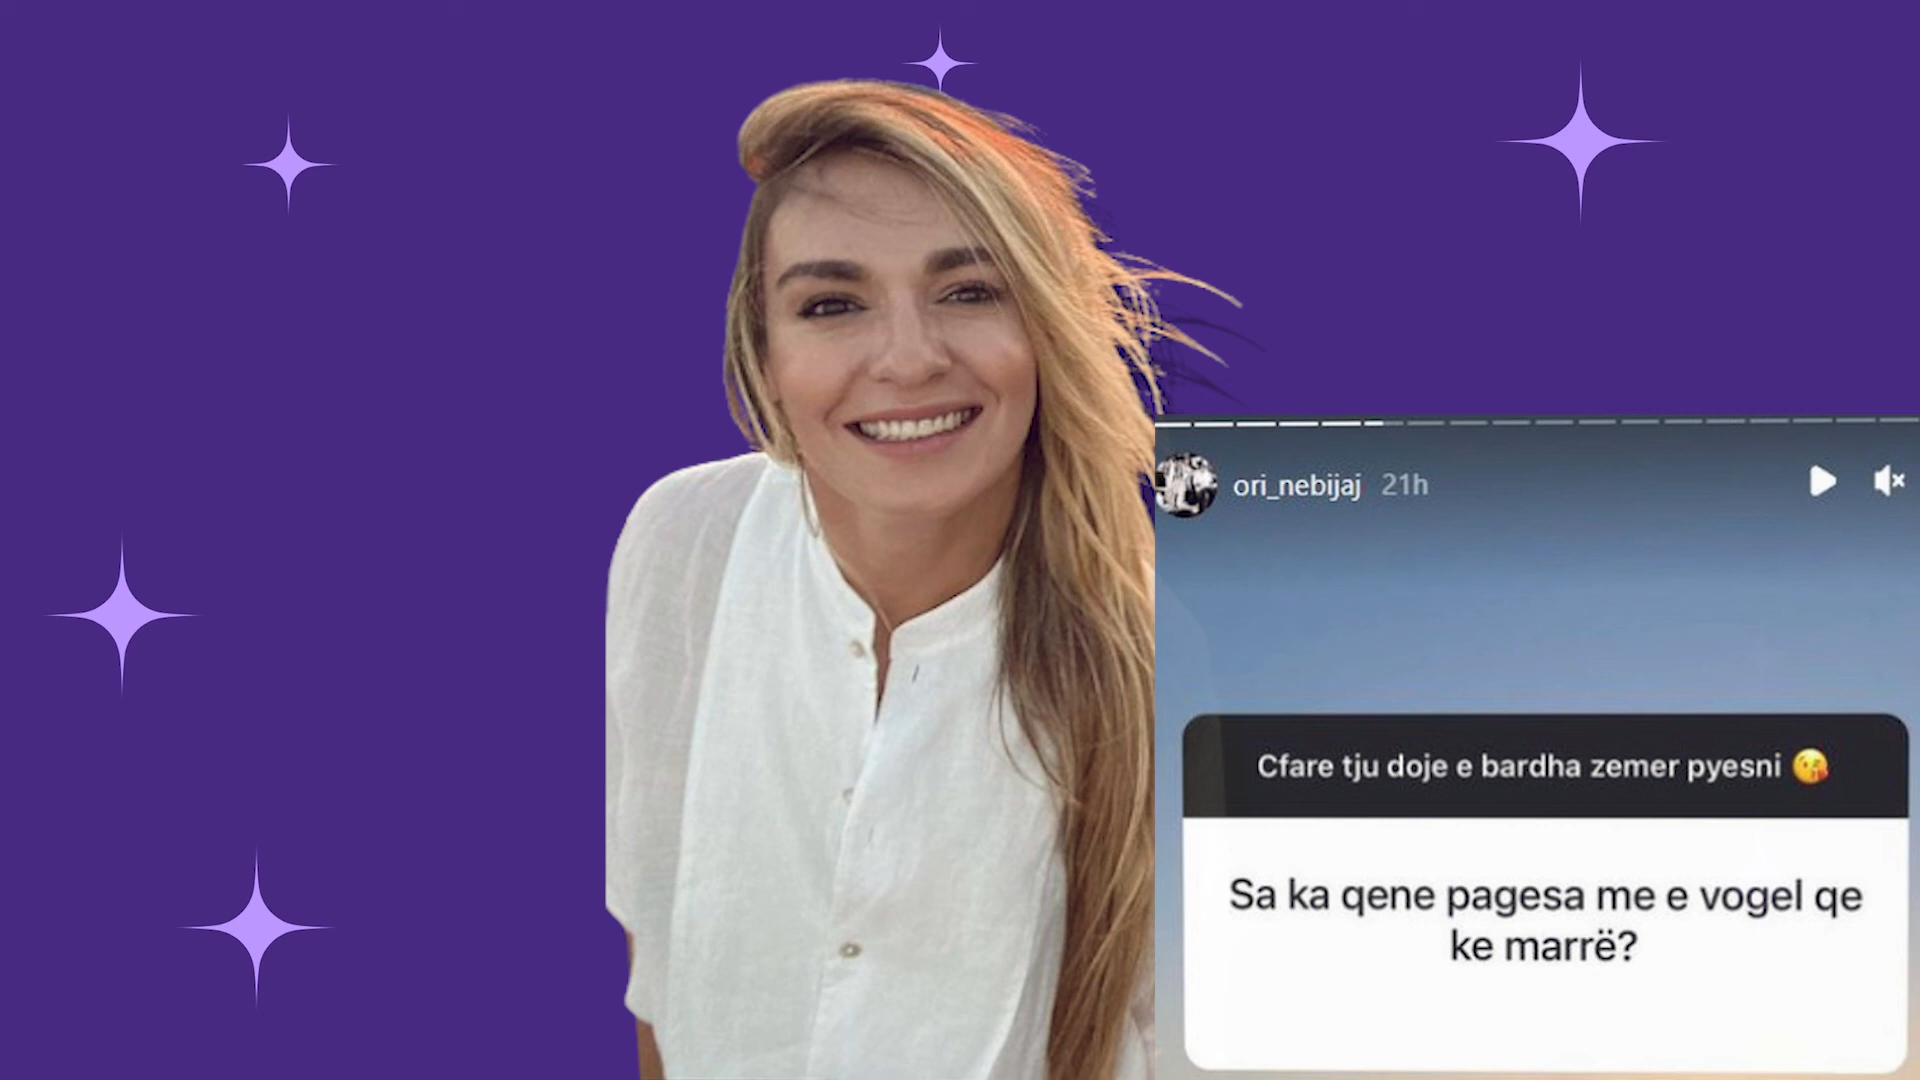 ori_nebijaj 21h
Cfare tju doje e bardha zemer pyesni 😘
Sa ka qene pagesa me e vogel qe
ke marrë?